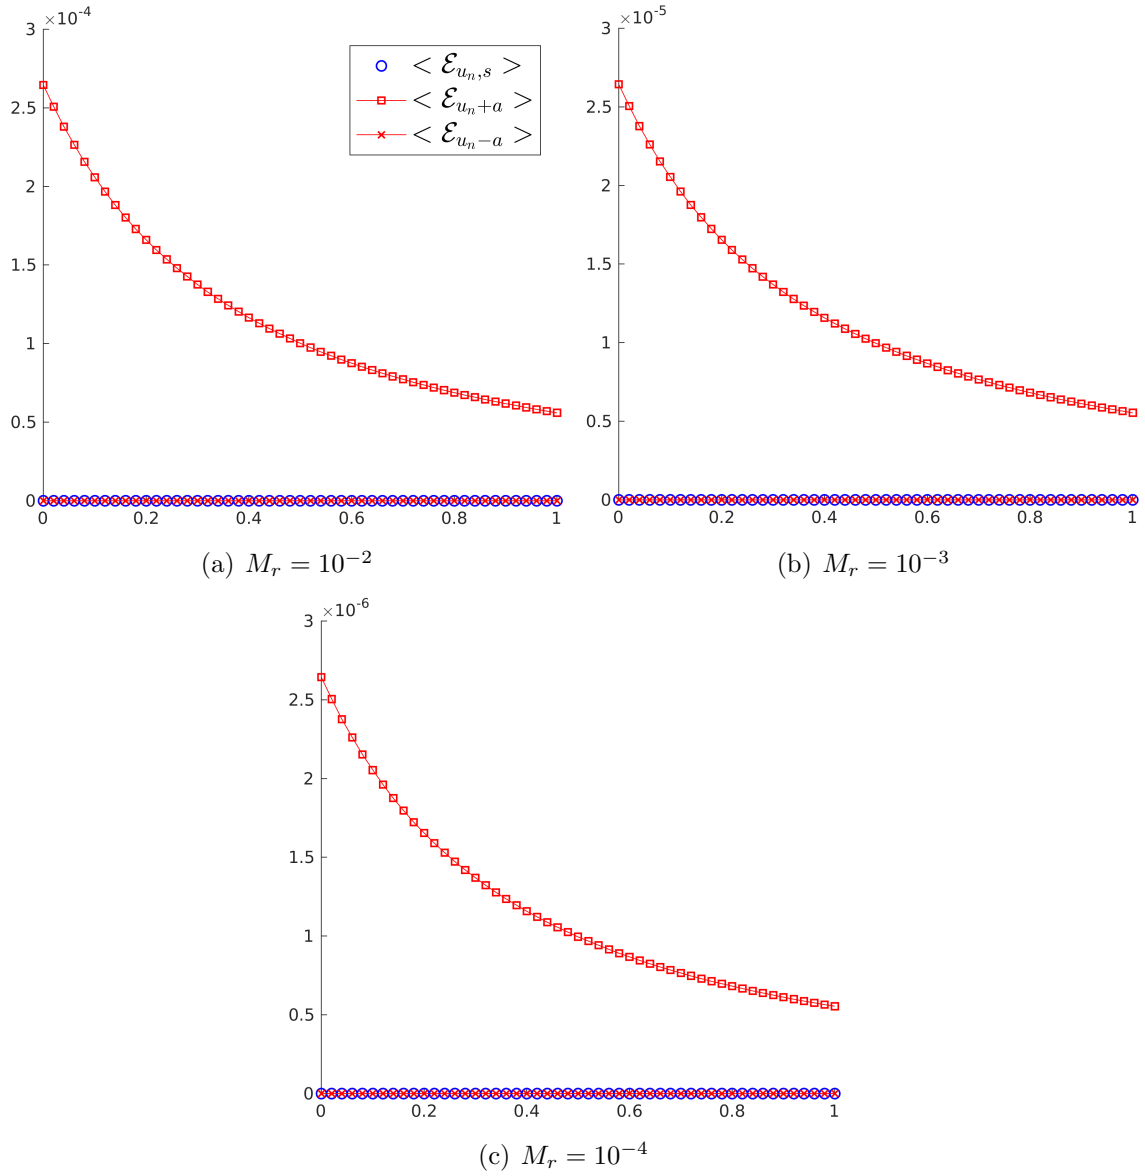 ×10⁻⁴
3
2.5
2
1.5
1
0.5
0
0 0.2 0.4 0.6 0.8 1
< ℰ_{u_n,s} >
< ℰ_{u_n+a} >
< ℰ_{u_n−a} >
(a) M_r = 10⁻²
×10⁻⁵
3
2.5
2
1.5
1
0.5
0
0 0.2 0.4 0.6 0.8 1
(b) M_r = 10⁻³
×10⁻⁶
3
2.5
2
1.5
1
0.5
0
0 0.2 0.4 0.6 0.8 1
(c) M_r = 10⁻⁴